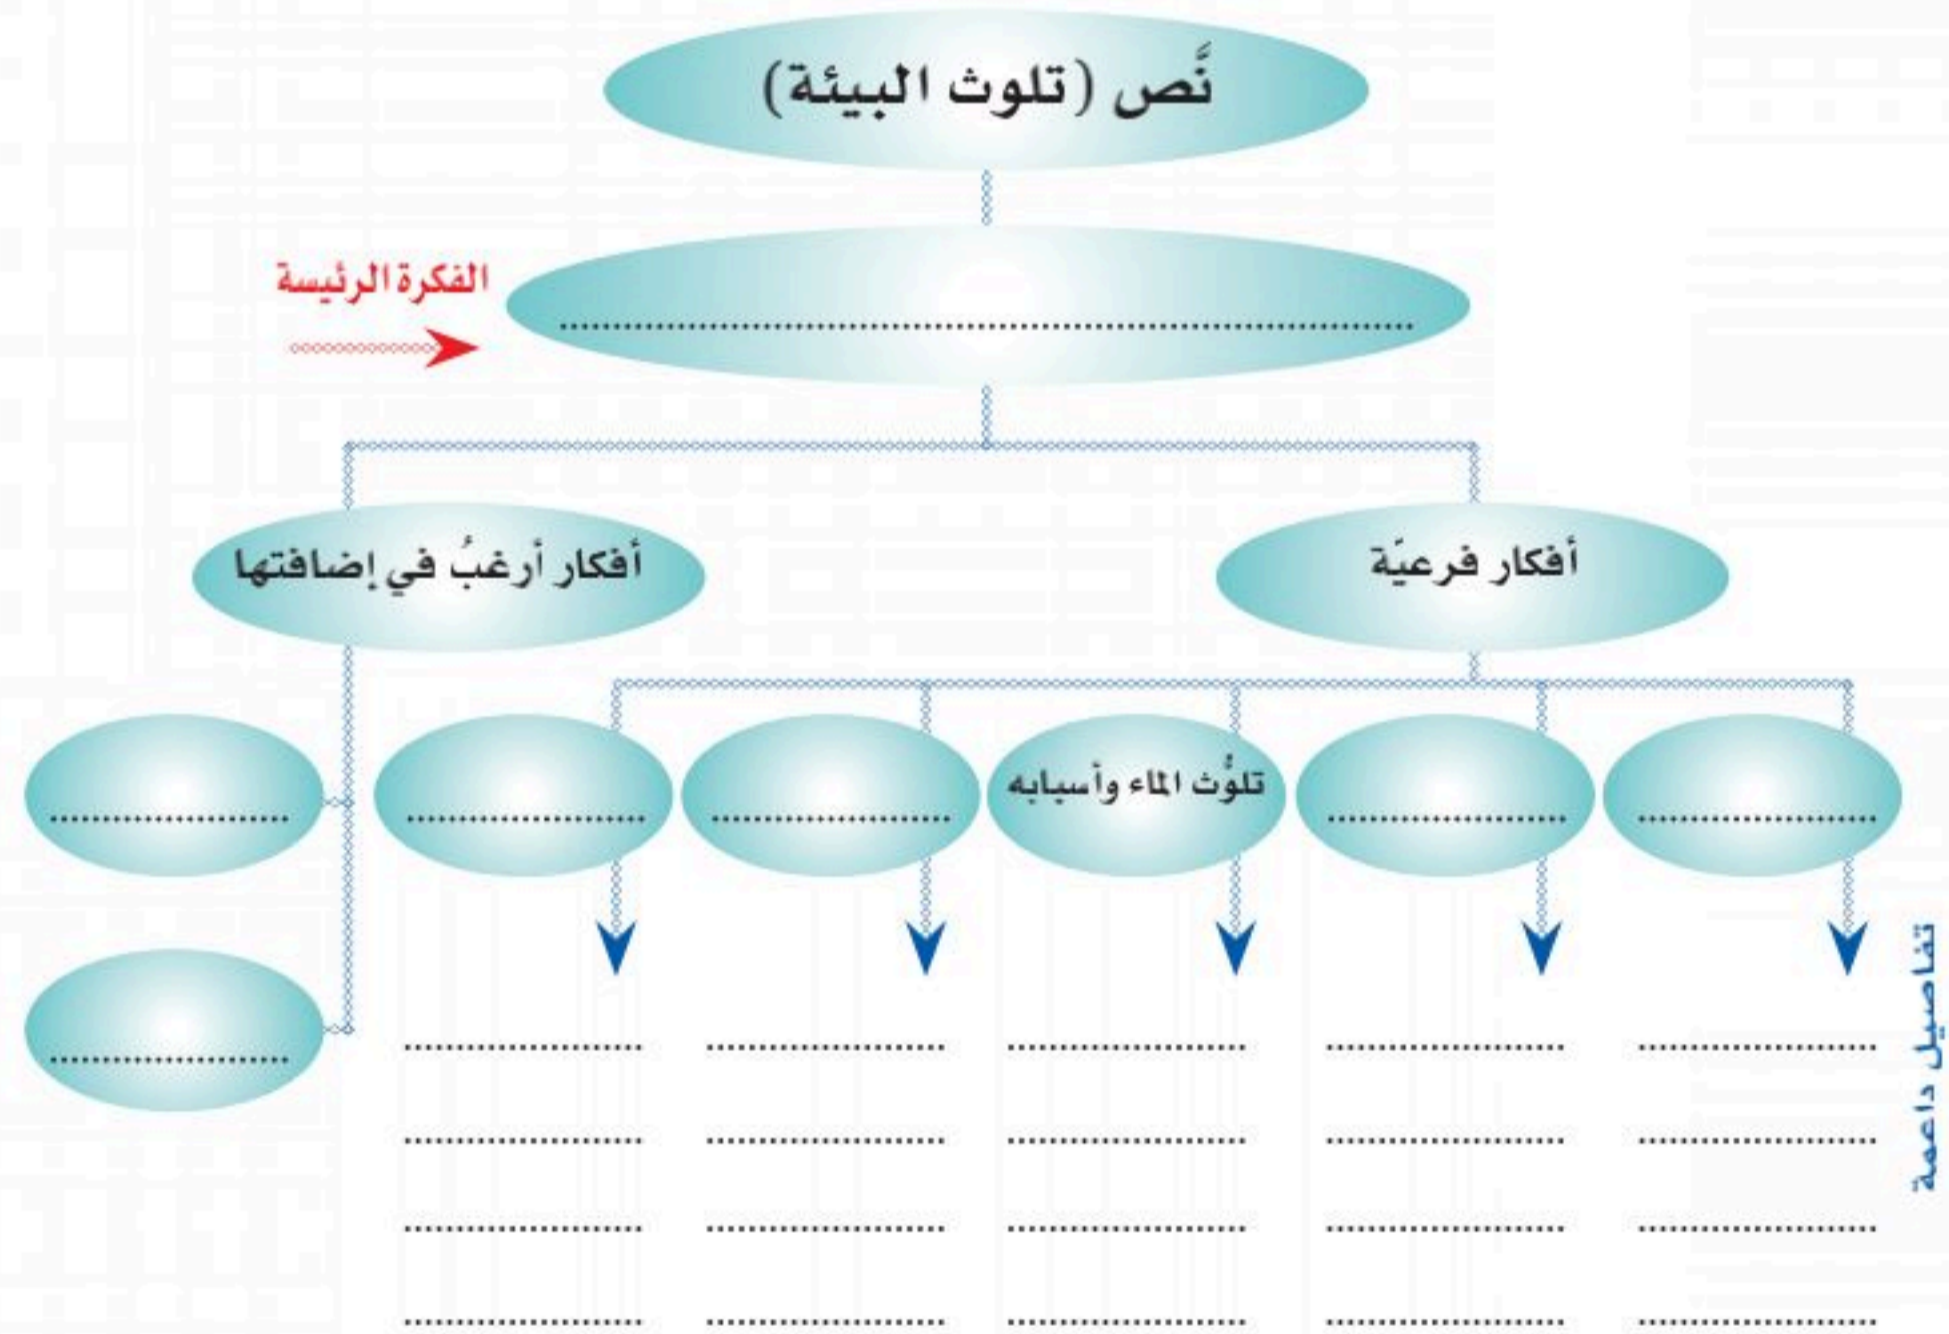 نَّص (تلوث البيئة)
الفكرة الرئيسة
................................................................
أفكار فرعيّة
أفكار أرغبُ في إضافتها
.......................
.......................
تلوُّث الماء وأسبابه
.......................
.......................
.......................
.......................
تفاصيل داعمة
....................... ....................... ....................... ....................... .......................
....................... ....................... ....................... ....................... .......................
....................... ....................... ....................... ....................... .......................
....................... ....................... ....................... ....................... .......................